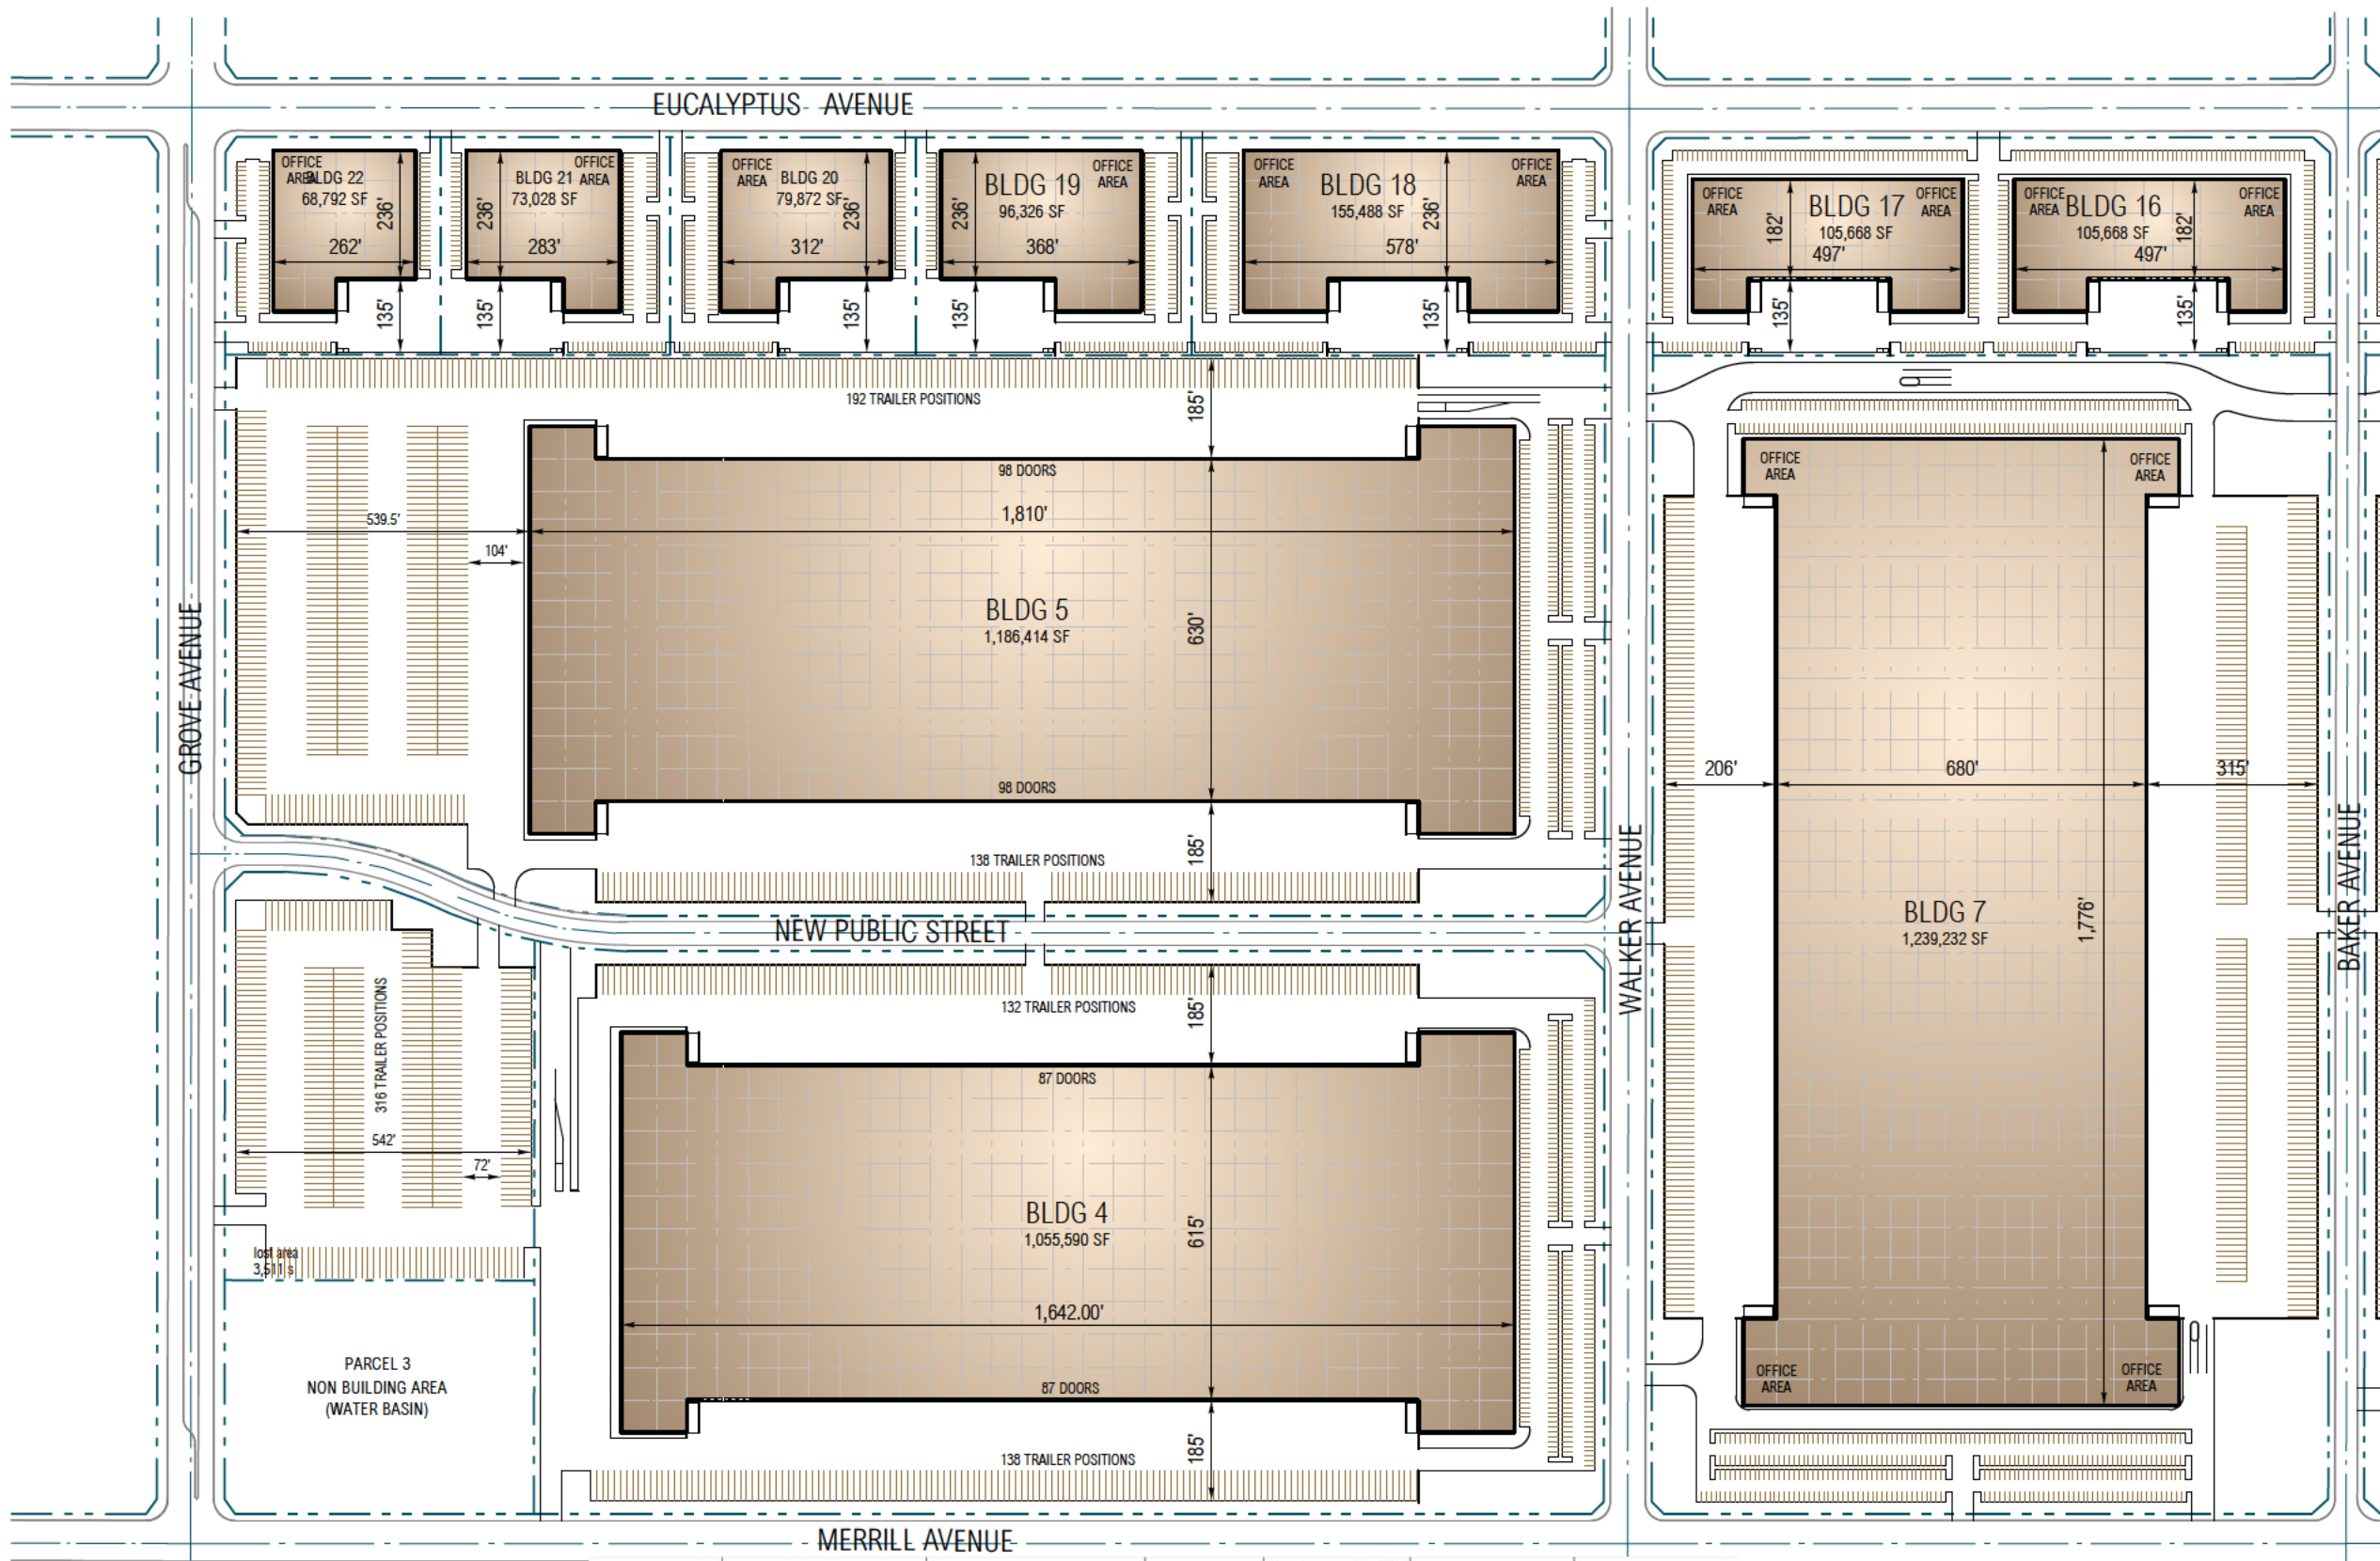 EUCALYPTUS AVENUE
OFFICE
AREA
BLDG 22
68,792 SF
236'
262'
135'
BLDG 21
73,028 SF
OFFICE
AREA
236'
283'
135'
OFFICE
AREA
BLDG 20
79,872 SF
236'
312'
135'
BLDG 19
96,326 SF
OFFICE
AREA
236'
368'
135'
OFFICE
AREA
BLDG 18
155,488 SF
OFFICE
AREA
236'
578'
135'
OFFICE
AREA
BLDG 17
105,668 SF
OFFICE
AREA
182'
497'
135'
OFFICE
AREA
BLDG 16
105,668 SF
OFFICE
AREA
182'
497'
135'
192 TRAILER POSITIONS
185'
98 DOORS
539.5'
104'
1,810'
BLDG 5
1,186,414 SF
630'
98 DOORS
138 TRAILER POSITIONS
185'
GROVE AVENUE
NEW PUBLIC STREET
WALKER AVENUE
OFFICE
AREA
OFFICE
AREA
206'
680'
315'
BLDG 7
1,239,232 SF
1,776'
OFFICE
AREA
OFFICE
AREA
BAKER AVENUE
132 TRAILER POSITIONS
185'
316 TRAILER POSITIONS
542'
72'
87 DOORS
BLDG 4
1,055,590 SF
615'
1,642.00'
87 DOORS
138 TRAILER POSITIONS
185'
lost area
3,511 s
PARCEL 3
NON BUILDING AREA
(WATER BASIN)
MERRILL AVENUE